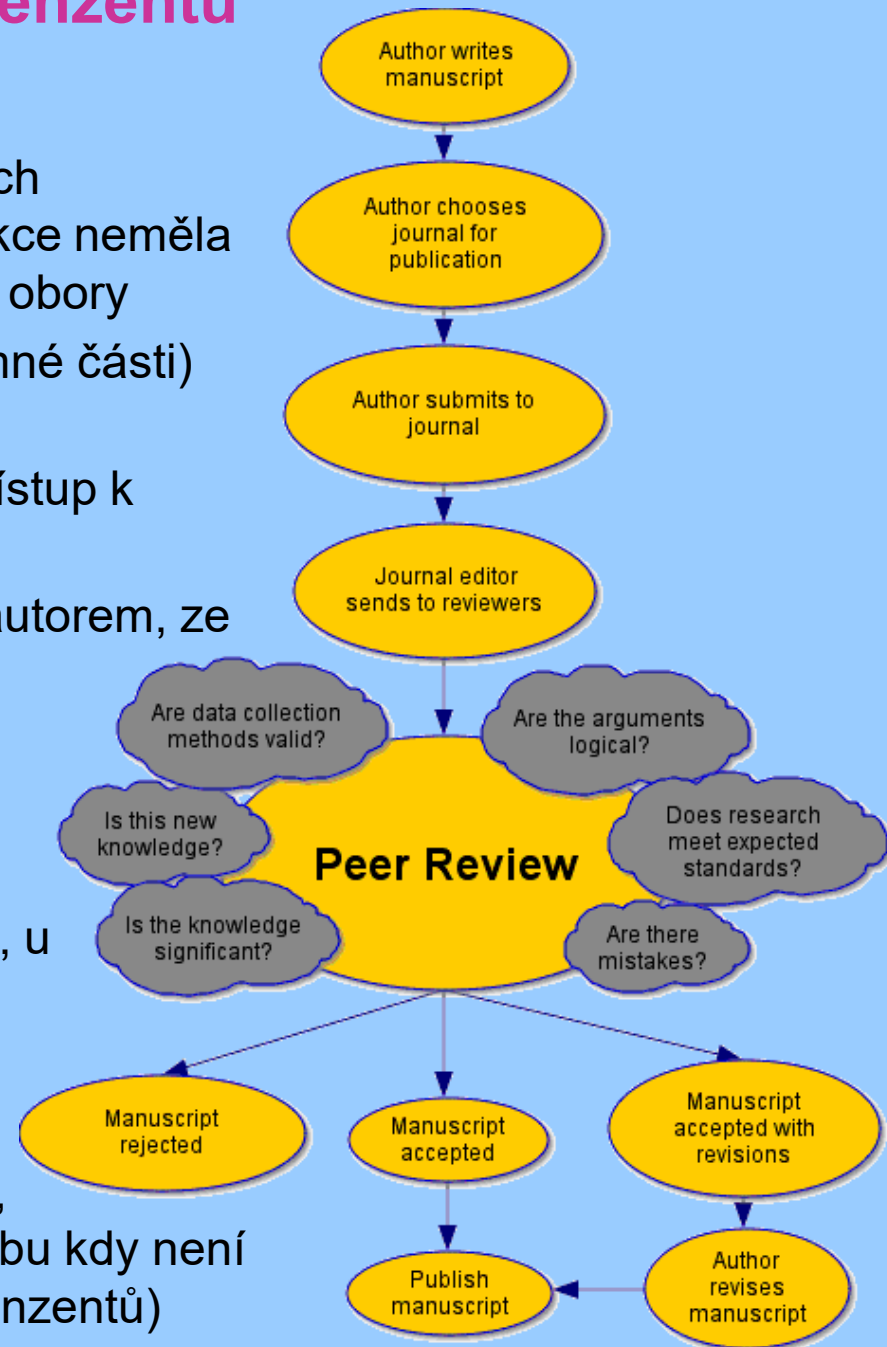 enzentů
ch
kce neměla
obory
nné části)
ístup k
autorem, ze
, u
,
bu kdy není
nzentů)
Author writes
manuscript
Author chooses
journal for
publication
Author submits to
journal
Journal editor
sends to reviewers
Are data collection
methods valid?
Are the arguments
logical?
Is this new
knowledge?
Does research
meet expected
standards?
Peer Review
Is the knowledge
significant?
Are there
mistakes?
Manuscript
rejected
Manuscript
accepted
Manuscript
accepted with
revisions
Publish
manuscript
Author
revises
manuscript